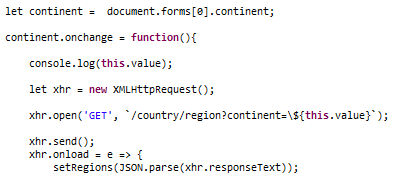 let continent =  document.forms[0].continent;
continent.onchange = function(){
console.log(this.value);
let xhr = new XMLHttpRequest();
xhr.open('GET', `/country/region?continent=\${this.value}`);
xhr.send();
xhr.onload = e => {
setRegions(JSON.parse(xhr.responseText));